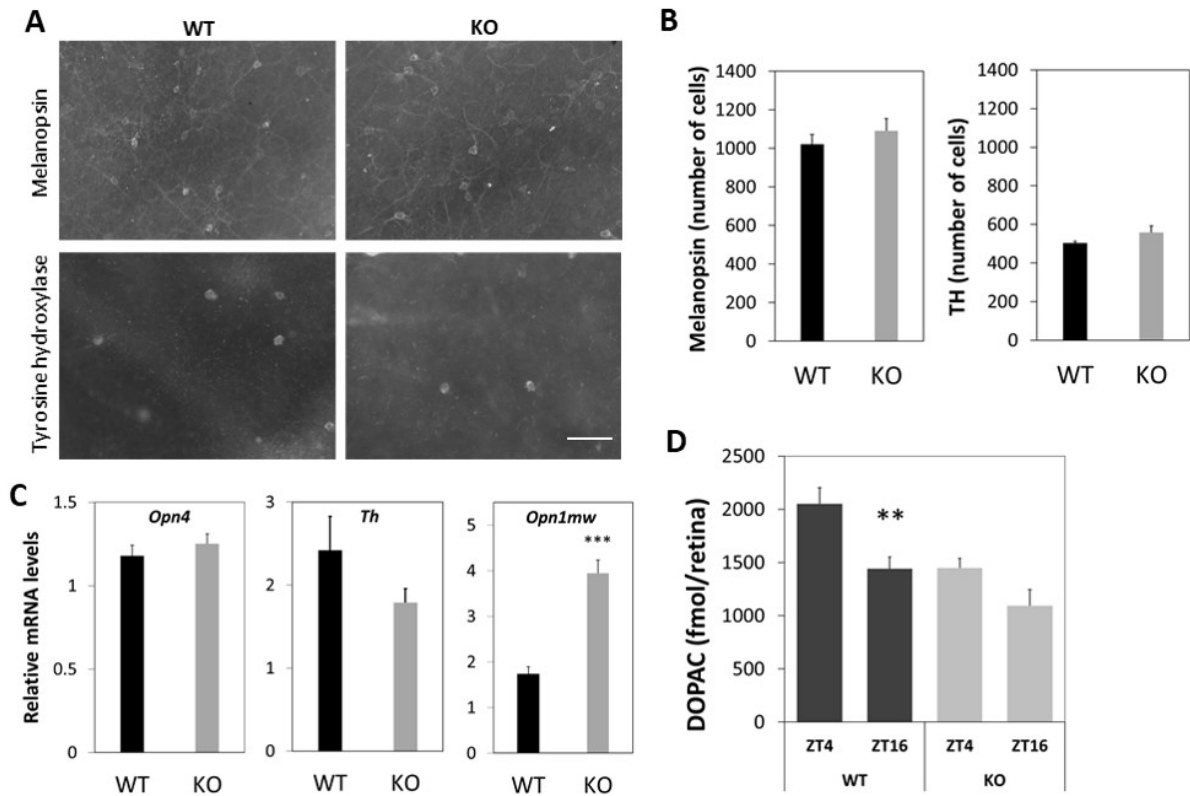 A
WT
KO
Melanopsin
Tyrosine hydroxylase
B
Melanopsin (number of cells)
1400
1200
1000
800
600
400
200
0
WT
KO
TH (number of cells)
1400
1200
1000
800
600
400
200
0
WT
KO
C
Relative mRNA levels
1.5
1
0.5
0
Opn4
WT
KO
3
2
1
0
Th
WT
KO
5
4
3
2
1
0
Opn1mw
***
WT
KO
D
DOPAC (fmol/retina)
2500
2000
1500
1000
500
0
**
ZT4
ZT16
ZT4
ZT16
WT
KO